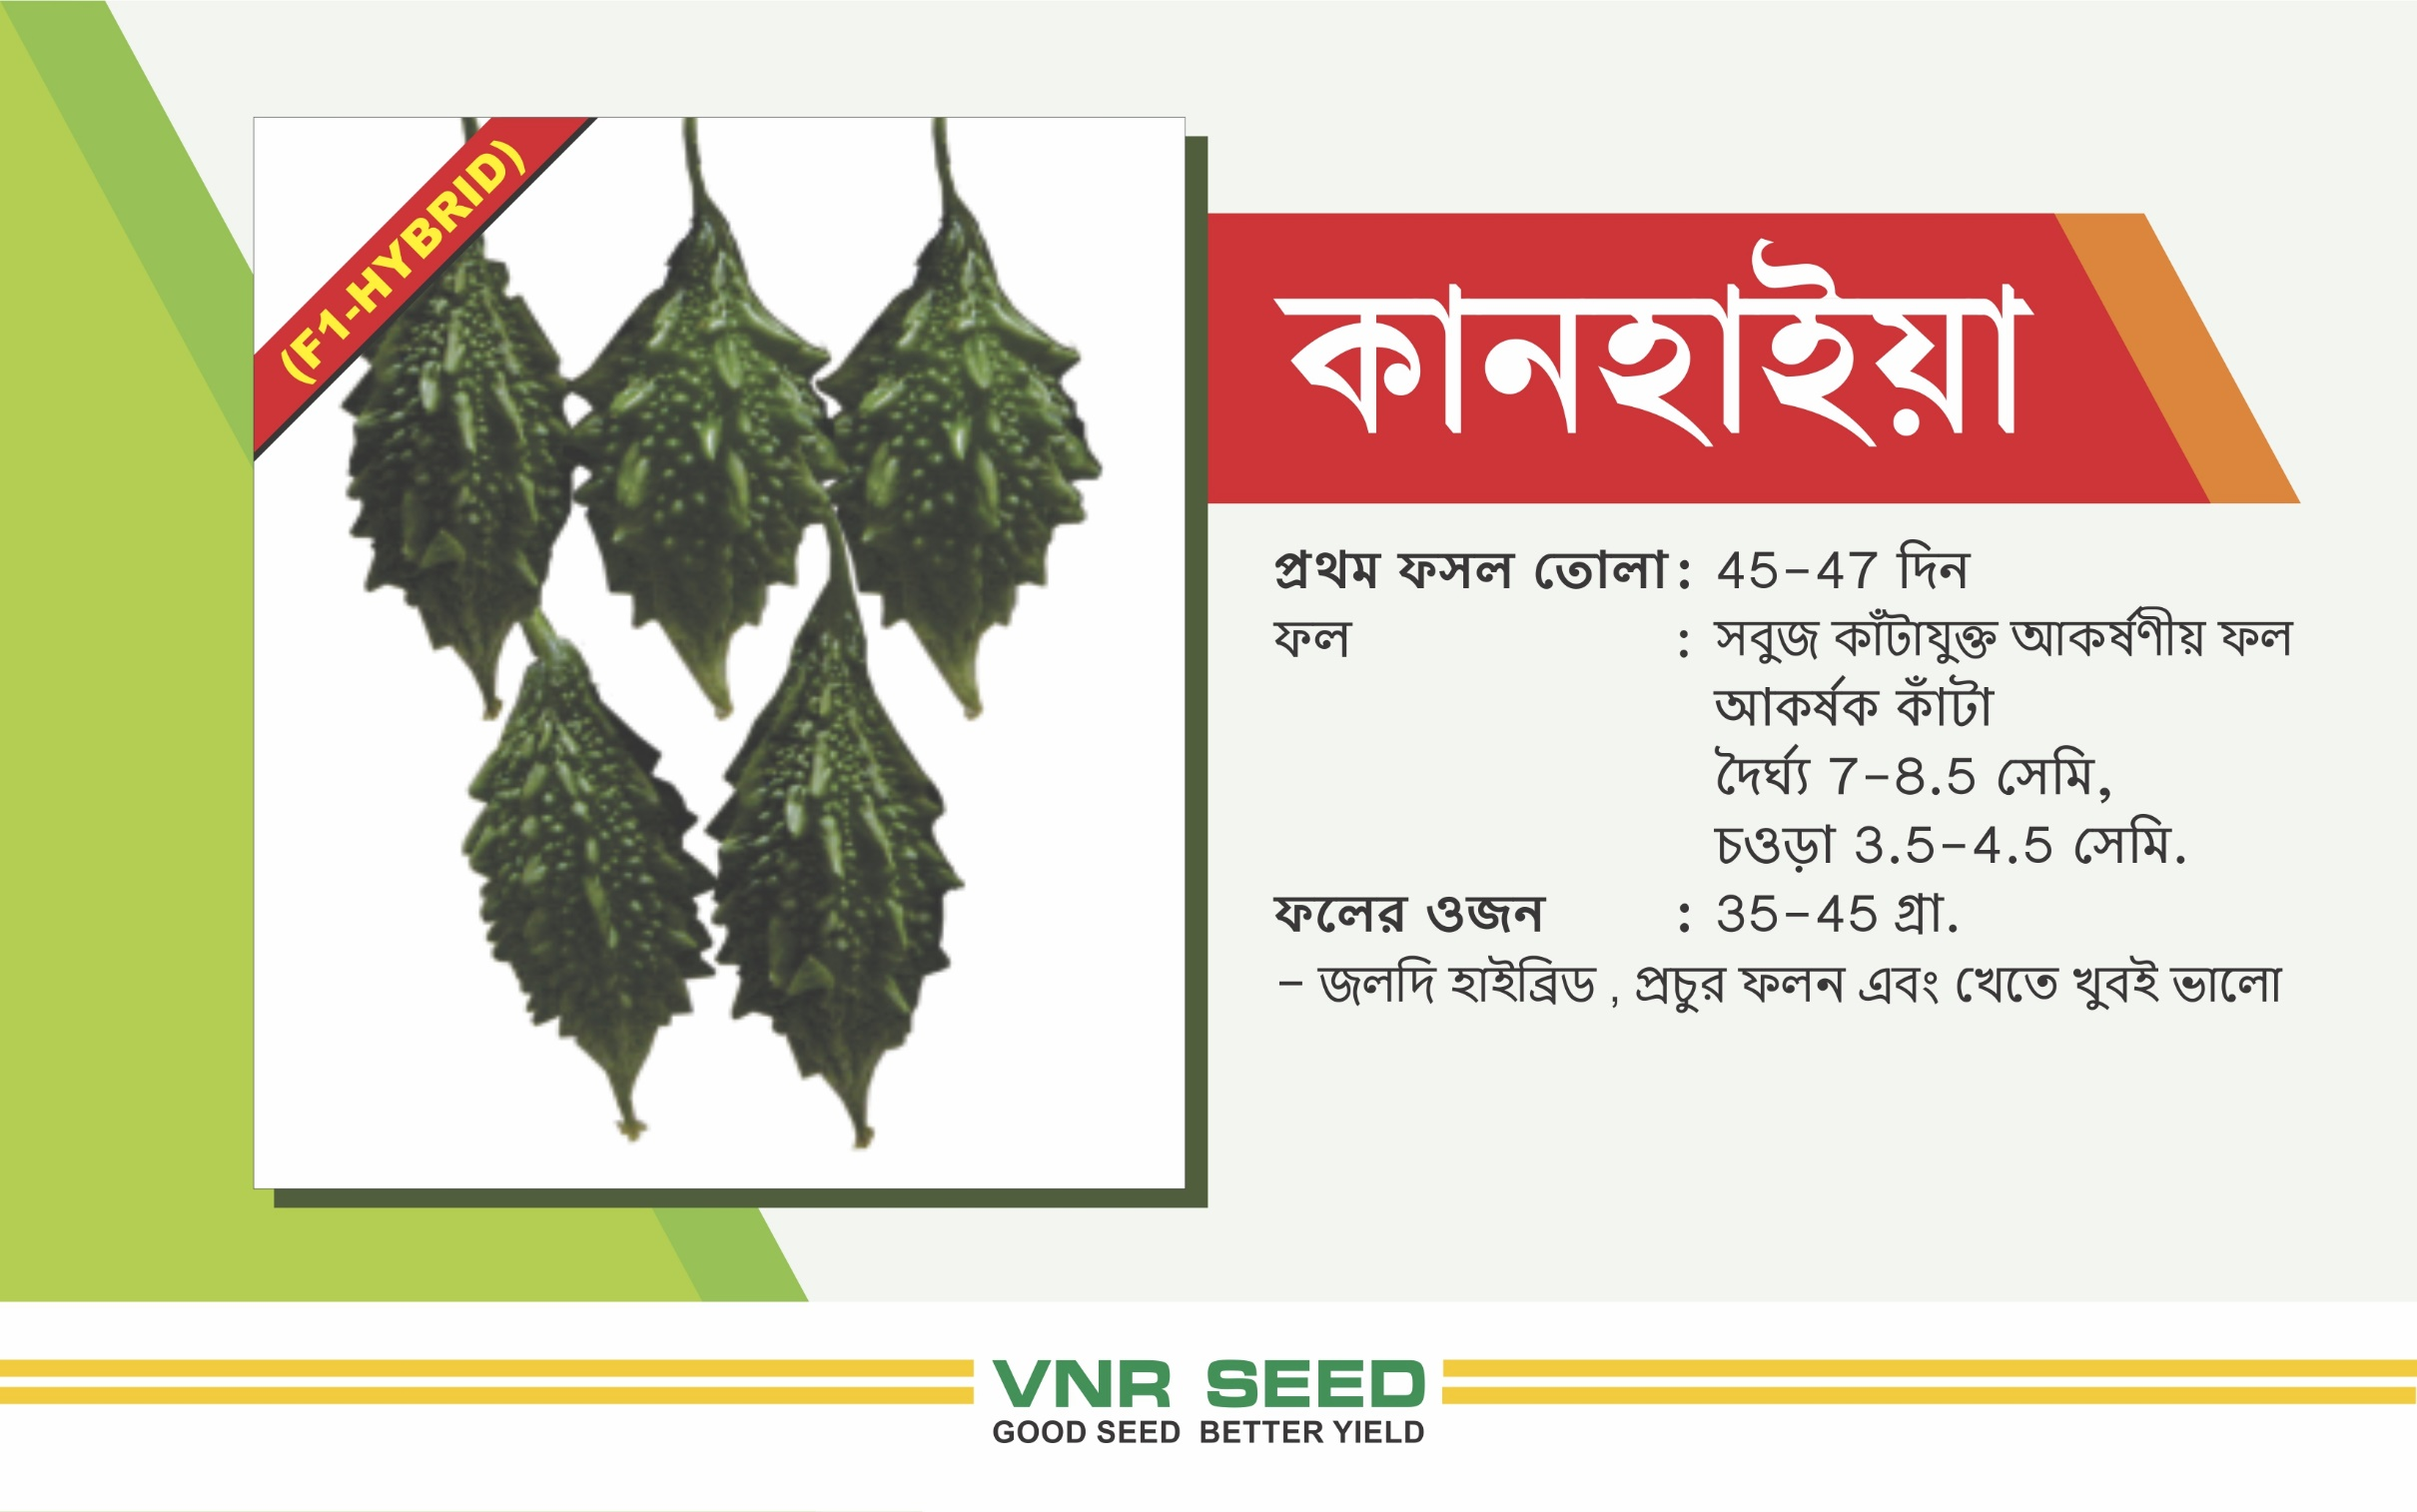 (F1-HYBRID)
কানহাইয়া
প্রথম ফসল তোলা : 45-47 দিন
ফল : সবুজ কাঁটাযুক্ত আকর্ষনীয় ফল
আকর্ষক কাঁটা
দৈর্ঘ্য 7-8.5 সেমি,
চওড়া 3.5-4.5 সেমি.
ফলের ওজন : 35-45 গ্রা.
- জলদি হাইব্রিড , প্রচুর ফলন এবং খেতে খুবই ভালো
VNR SEED
GOOD SEED BETTER YIELD